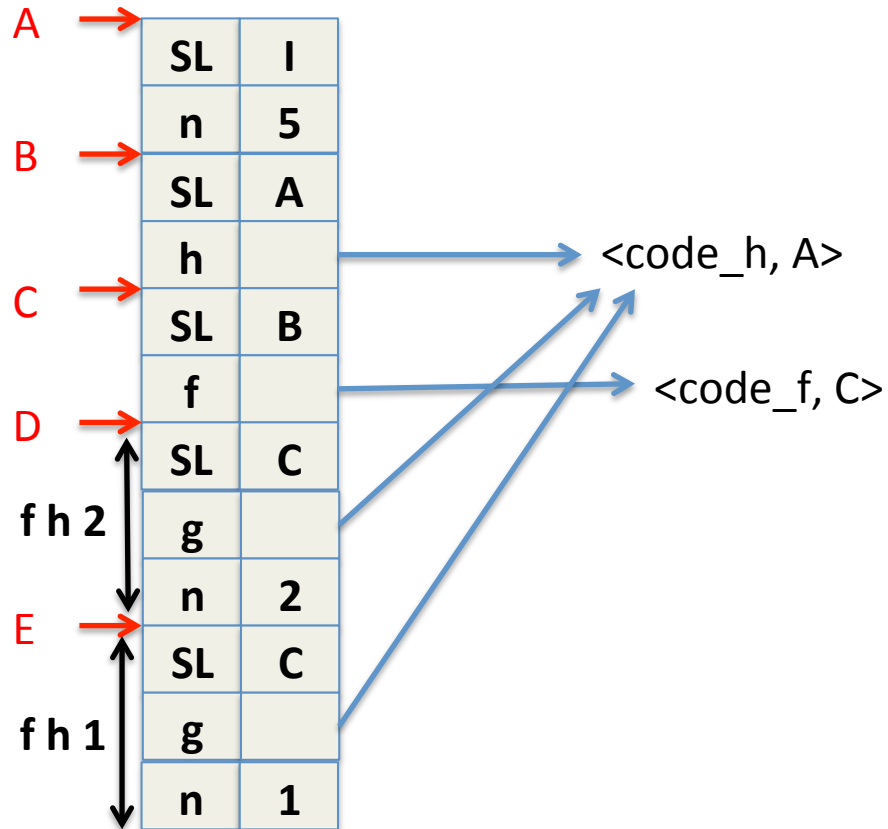 A
SL I
n 5
B
SL A
h
<code_h, A>
C
SL B
f
<code_f, C>
D
SL C
f h 2
g
n 2
E
SL C
f h 1
g
n 1